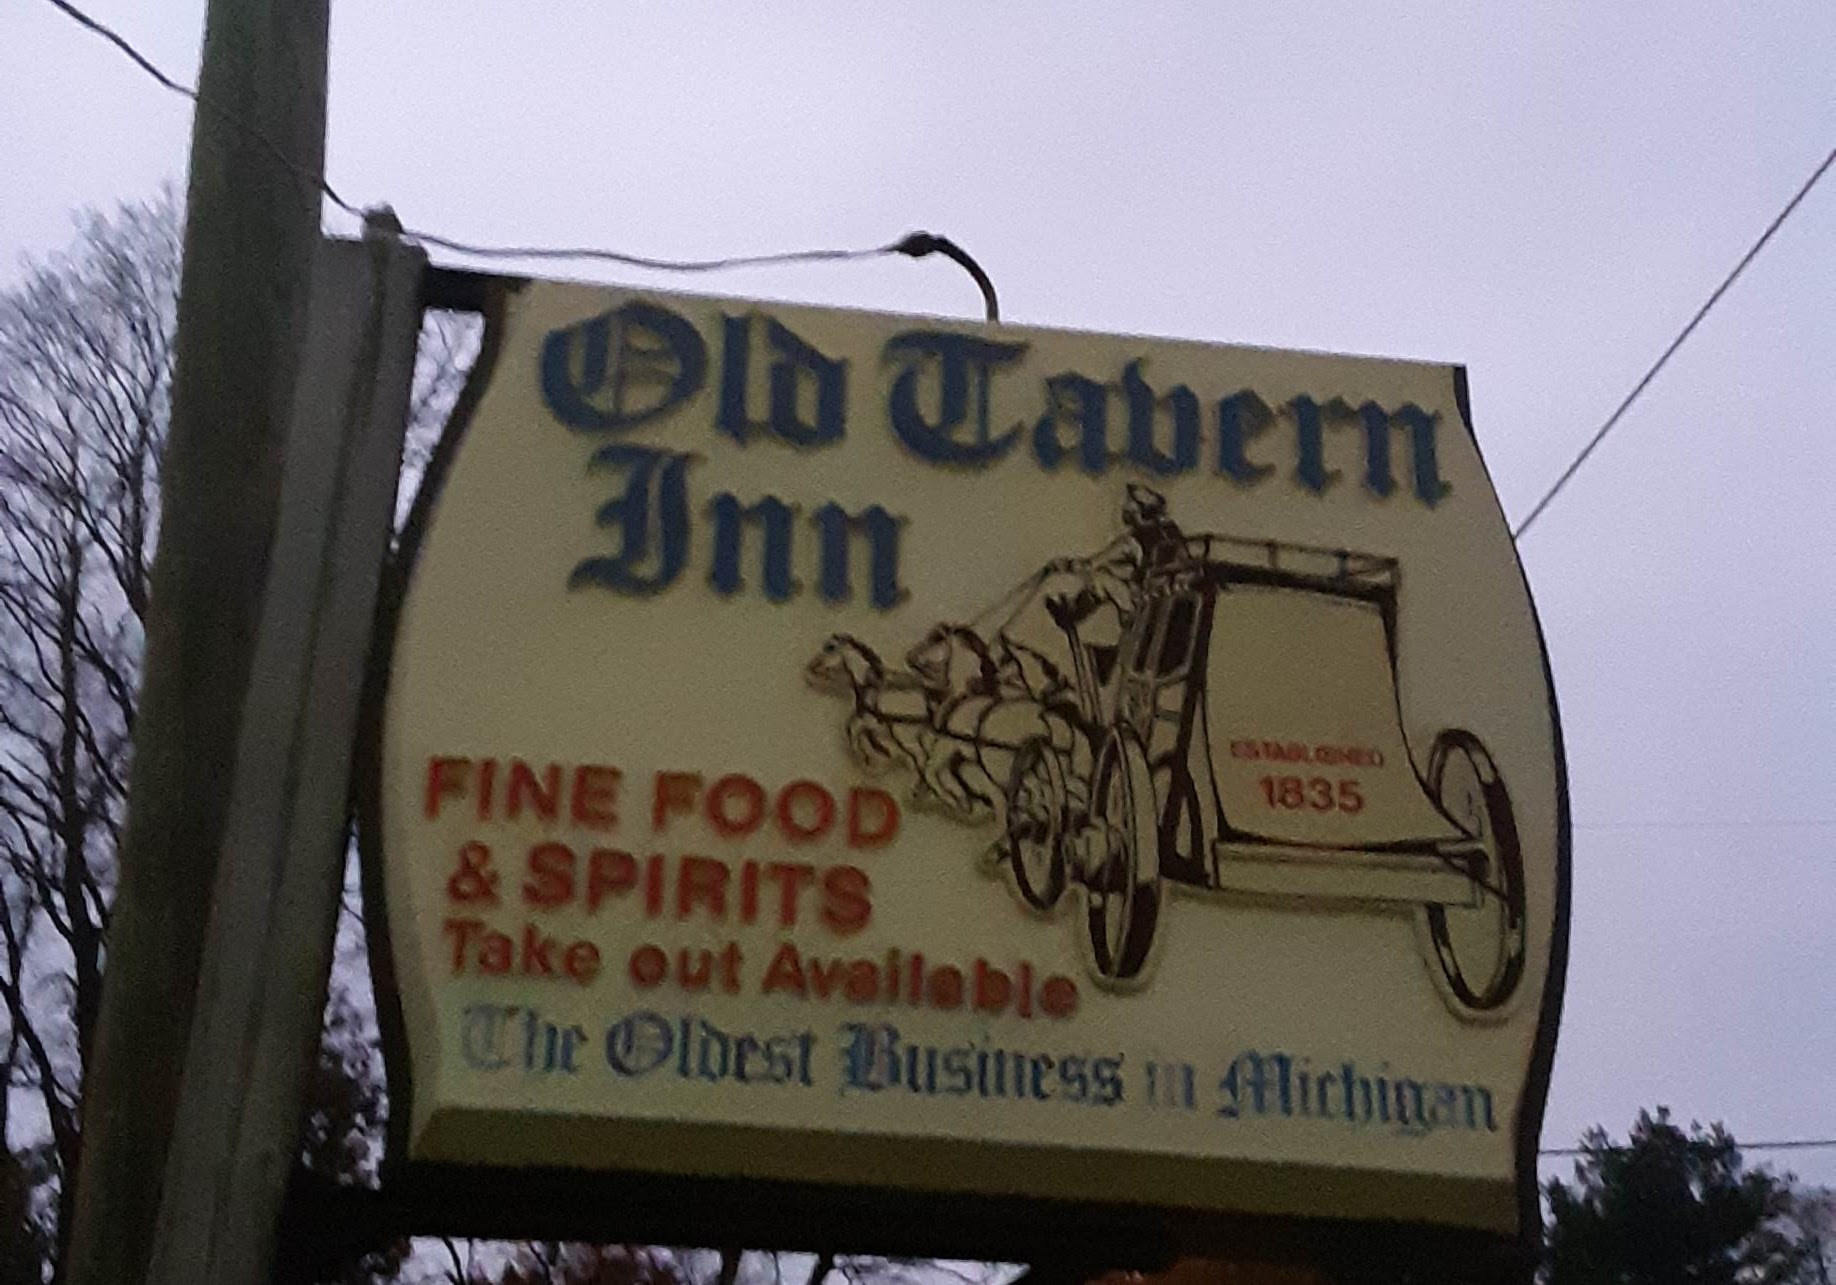 Old Tavern
Inn
ESTABLISHED
1835
FINE FOOD
& SPIRITS
Take out Available
The Oldest Business in Michigan